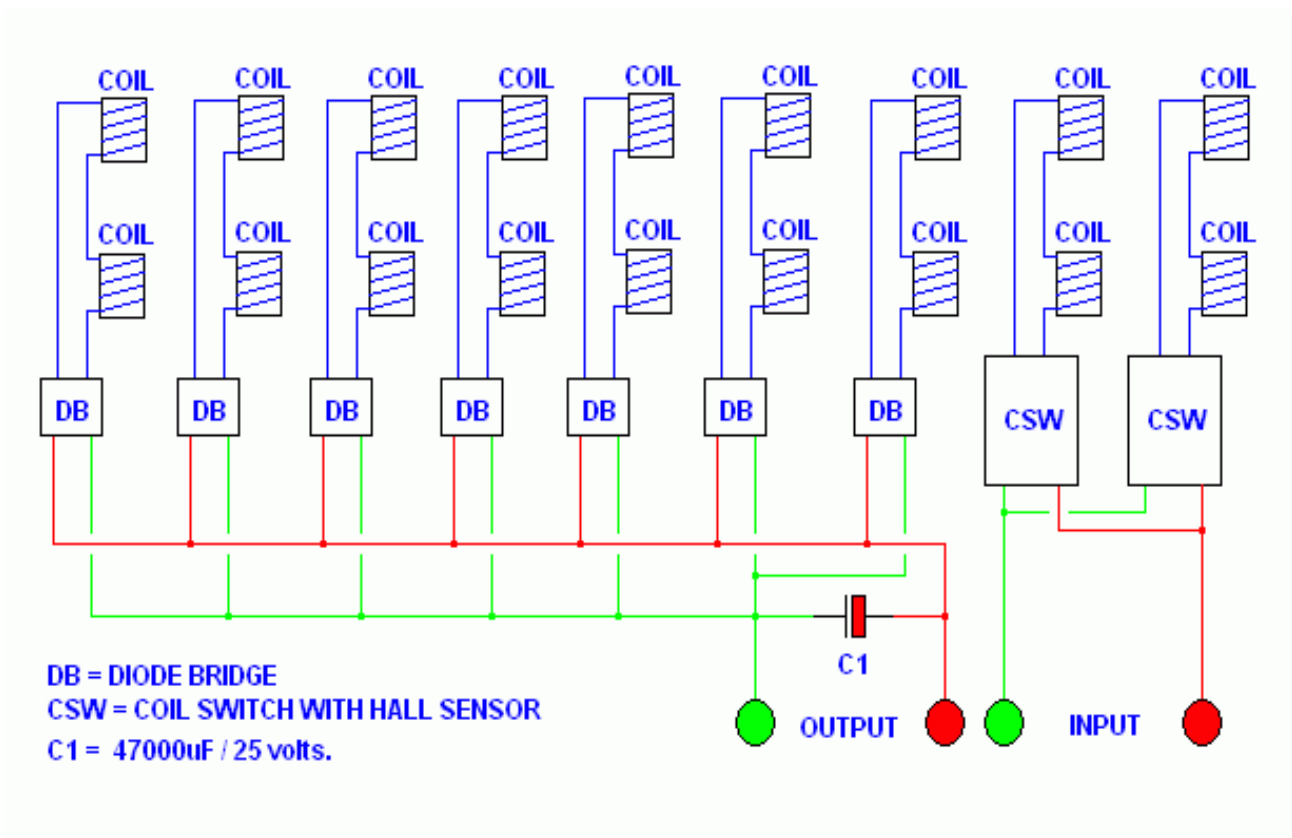 COIL COIL COIL COIL COIL COIL COIL COIL COIL
COIL COIL COIL COIL COIL COIL COIL COIL COIL
DB DB DB DB DB DB DB CSW CSW
C1
DB = DIODE BRIDGE
CSW = COIL SWITCH WITH HALL SENSOR
C1 = 47000uF / 25 volts.
OUTPUT INPUT